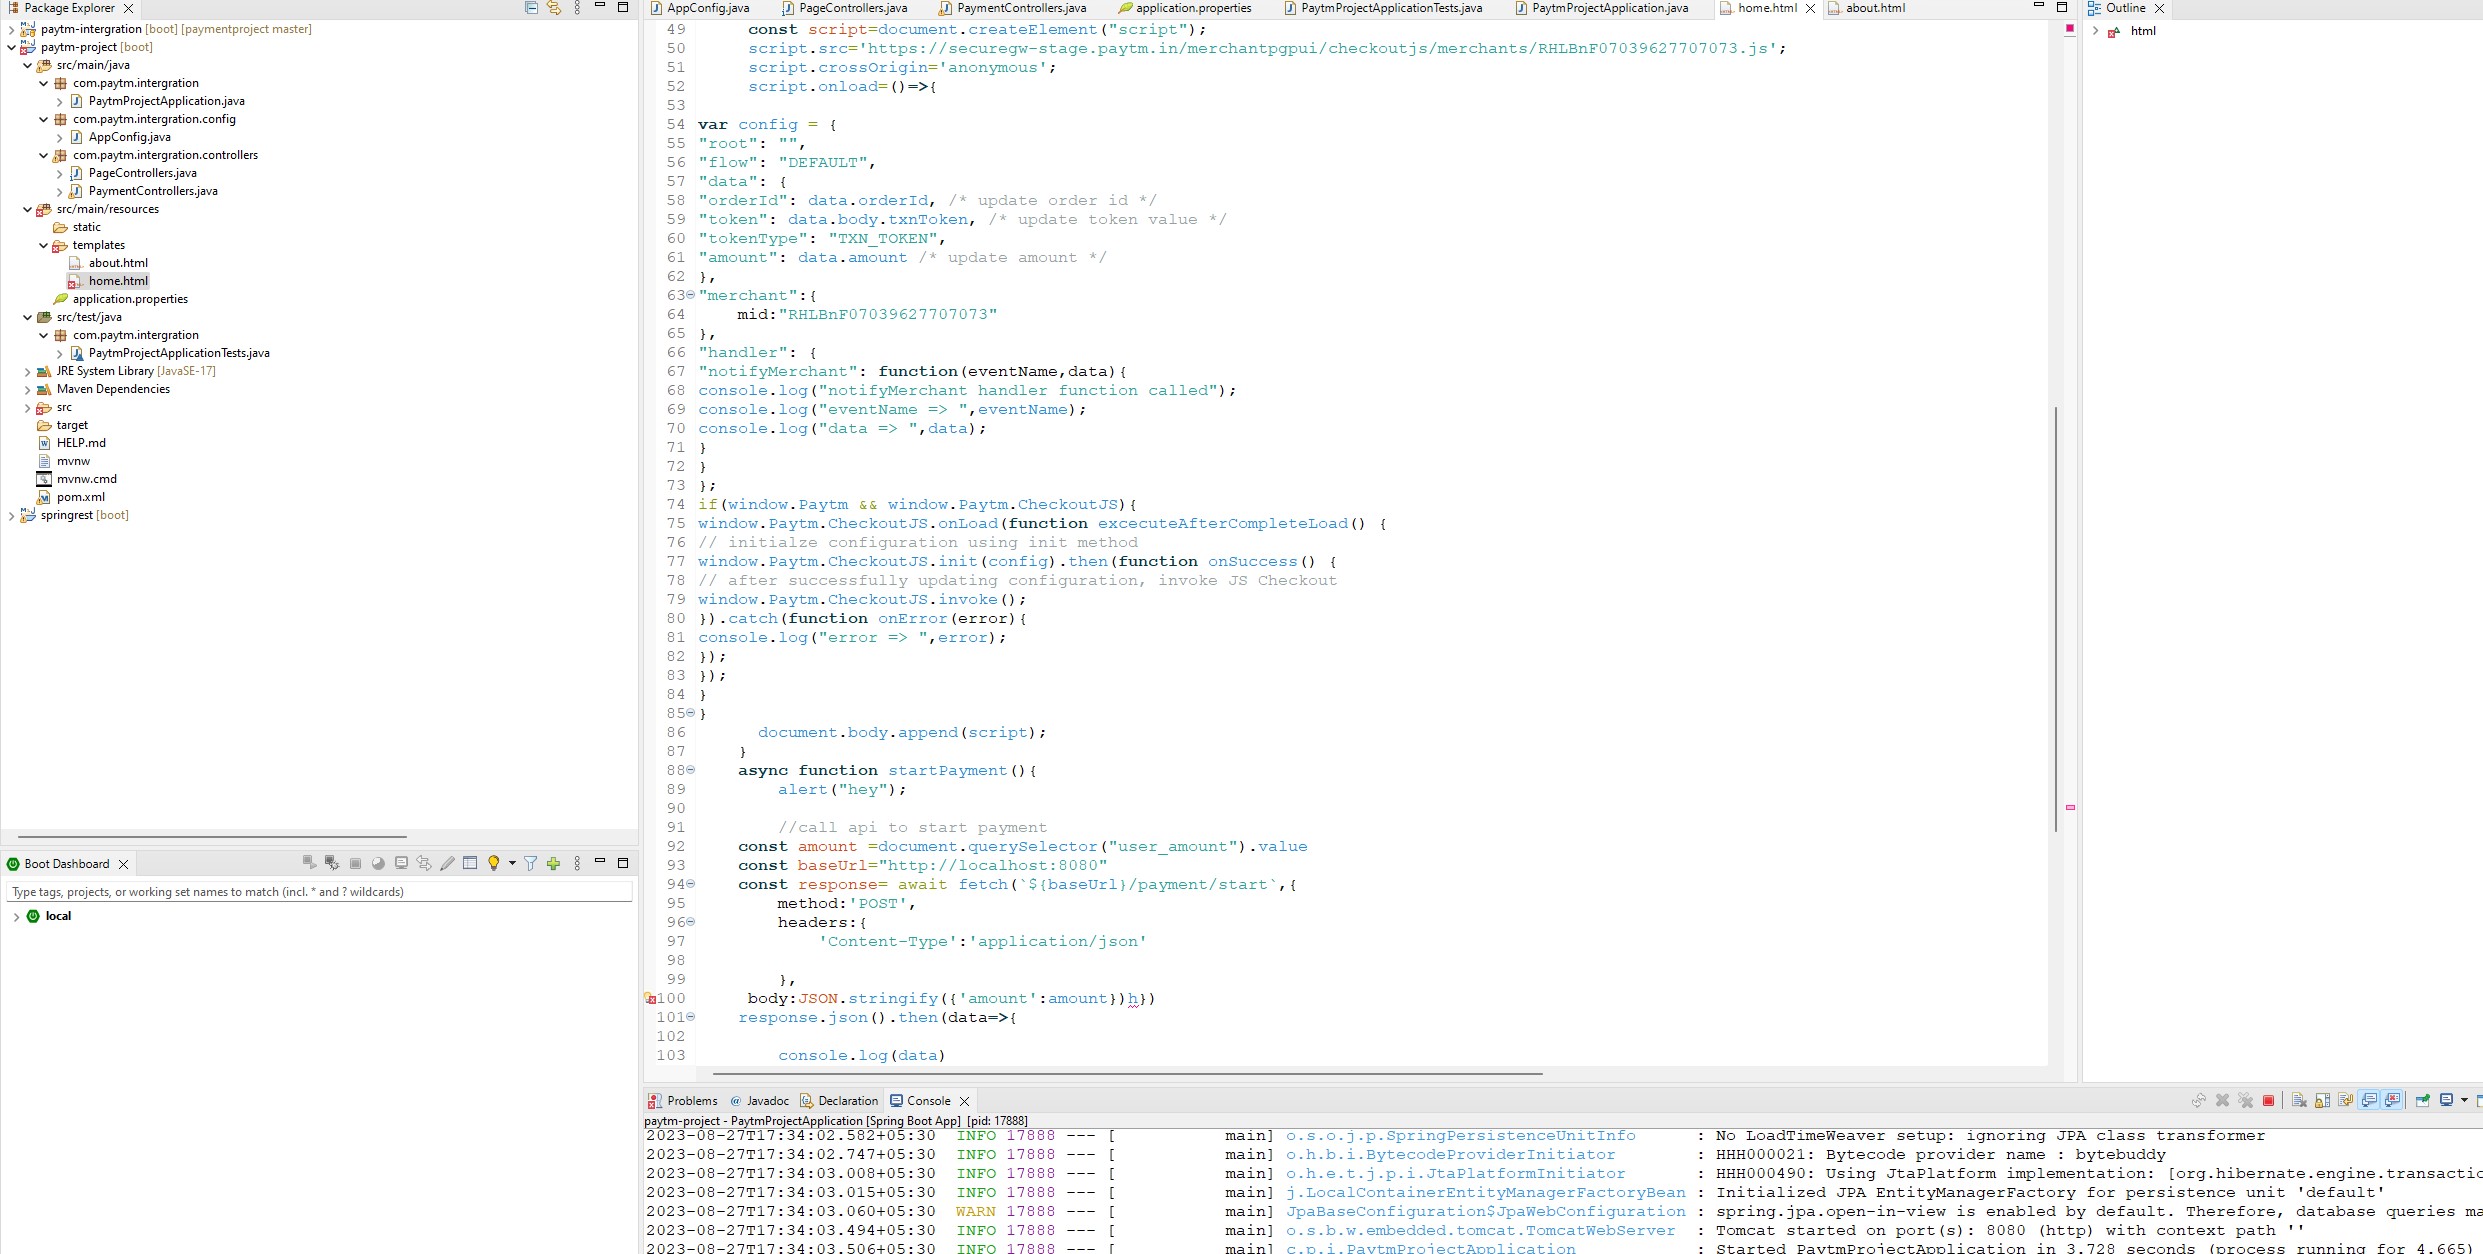 Package Explorer
paytm-intergration [boot] [paymentproject master]
paytm-project [boot]
src/main/java
com.paytm.intergration
PaytmProjectApplication.java
com.paytm.intergration.config
AppConfig.java
com.paytm.intergration.controllers
PageControllers.java
PaymentControllers.java
src/main/resources
static
templates
about.html
home.html
application.properties
src/test/java
com.paytm.intergration
PaytmProjectApplicationTests.java
JRE System Library [JavaSE-17]
Maven Dependencies
src
target
HELP.md
mvnw
mvnw.cmd
pom.xml
springrest [boot]
Boot Dashboard
Type tags, projects, or working set names to match (incl. * and ? wildcards)
local
AppConfig.java PageControllers.java PaymentControllers.java application.properties PaytmProjectApplicationTests.java PaytmProjectApplication.java home.html about.html
49 const script=document.createElement("script");
50 script.src='https://securegw-stage.paytm.in/merchantpgpui/checkoutjs/merchants/RHLBnF07039627707073.js';
51 script.crossOrigin='anonymous';
52 script.onload=()=>{
53
54 var config = {
55 "root": "",
56 "flow": "DEFAULT",
57 "data": {
58 "orderId": data.orderId, /* update order id */
59 "token": data.body.txnToken, /* update token value */
60 "tokenType": "TXN_TOKEN",
61 "amount": data.amount /* update amount */
62 },
63 "merchant":{
64 mid:"RHLBnF07039627707073"
65 },
66 "handler": {
67 "notifyMerchant": function(eventName,data){
68 console.log("notifyMerchant handler function called");
69 console.log("eventName => ",eventName);
70 console.log("data => ",data);
71 }
72 }
73 };
74 if(window.Paytm && window.Paytm.CheckoutJS){
75 window.Paytm.CheckoutJS.onLoad(function excecuteAfterCompleteLoad() {
76 // initialze configuration using init method
77 window.Paytm.CheckoutJS.init(config).then(function onSuccess() {
78 // after successfully updating configuration, invoke JS Checkout
79 window.Paytm.CheckoutJS.invoke();
80 }).catch(function onError(error){
81 console.log("error => ",error);
82 });
83 });
84 }
85 }
86 document.body.append(script);
87 }
88 async function startPayment(){
89 alert("hey");
90
91 //call api to start payment
92 const amount =document.querySelector("user_amount").value
93 const baseUrl="http://localhost:8080"
94 const response= await fetch(`${baseUrl}/payment/start`,{
95 method:'POST',
96 headers:{
97 'Content-Type':'application/json'
98
99 },
100 body:JSON.stringify({'amount':amount})h})
101 response.json().then(data=>{
102
103 console.log(data)
Outline
html
Problems Javadoc Declaration Console
paytm-project - PaytmProjectApplication [Spring Boot App] [pid: 17888]
2023-08-27T17:34:02.582+05:30 INFO 17888 --- [ main] o.s.o.j.p.SpringPersistenceUnitInfo : No LoadTimeWeaver setup: ignoring JPA class transformer
2023-08-27T17:34:02.747+05:30 INFO 17888 --- [ main] o.h.b.i.BytecodeProviderInitiator : HHH000021: Bytecode provider name : bytebuddy
2023-08-27T17:34:03.008+05:30 INFO 17888 --- [ main] o.h.e.t.j.p.i.JtaPlatformInitiator : HHH000490: Using JtaPlatform implementation: [org.hibernate.engine.transactio
2023-08-27T17:34:03.015+05:30 INFO 17888 --- [ main] j.LocalContainerEntityManagerFactoryBean : Initialized JPA EntityManagerFactory for persistence unit 'default'
2023-08-27T17:34:03.060+05:30 WARN 17888 --- [ main] JpaBaseConfiguration$JpaWebConfiguration : spring.jpa.open-in-view is enabled by default. Therefore, database queries ma
2023-08-27T17:34:03.494+05:30 INFO 17888 --- [ main] o.s.b.w.embedded.tomcat.TomcatWebServer : Tomcat started on port(s): 8080 (http) with context path ''
2023-08-27T17:34:03.506+05:30 INFO 17888 --- [ main] c.p.i.PaytmProjectApplication : Started PaytmProjectApplication in 3.728 seconds (process running for 4.665)